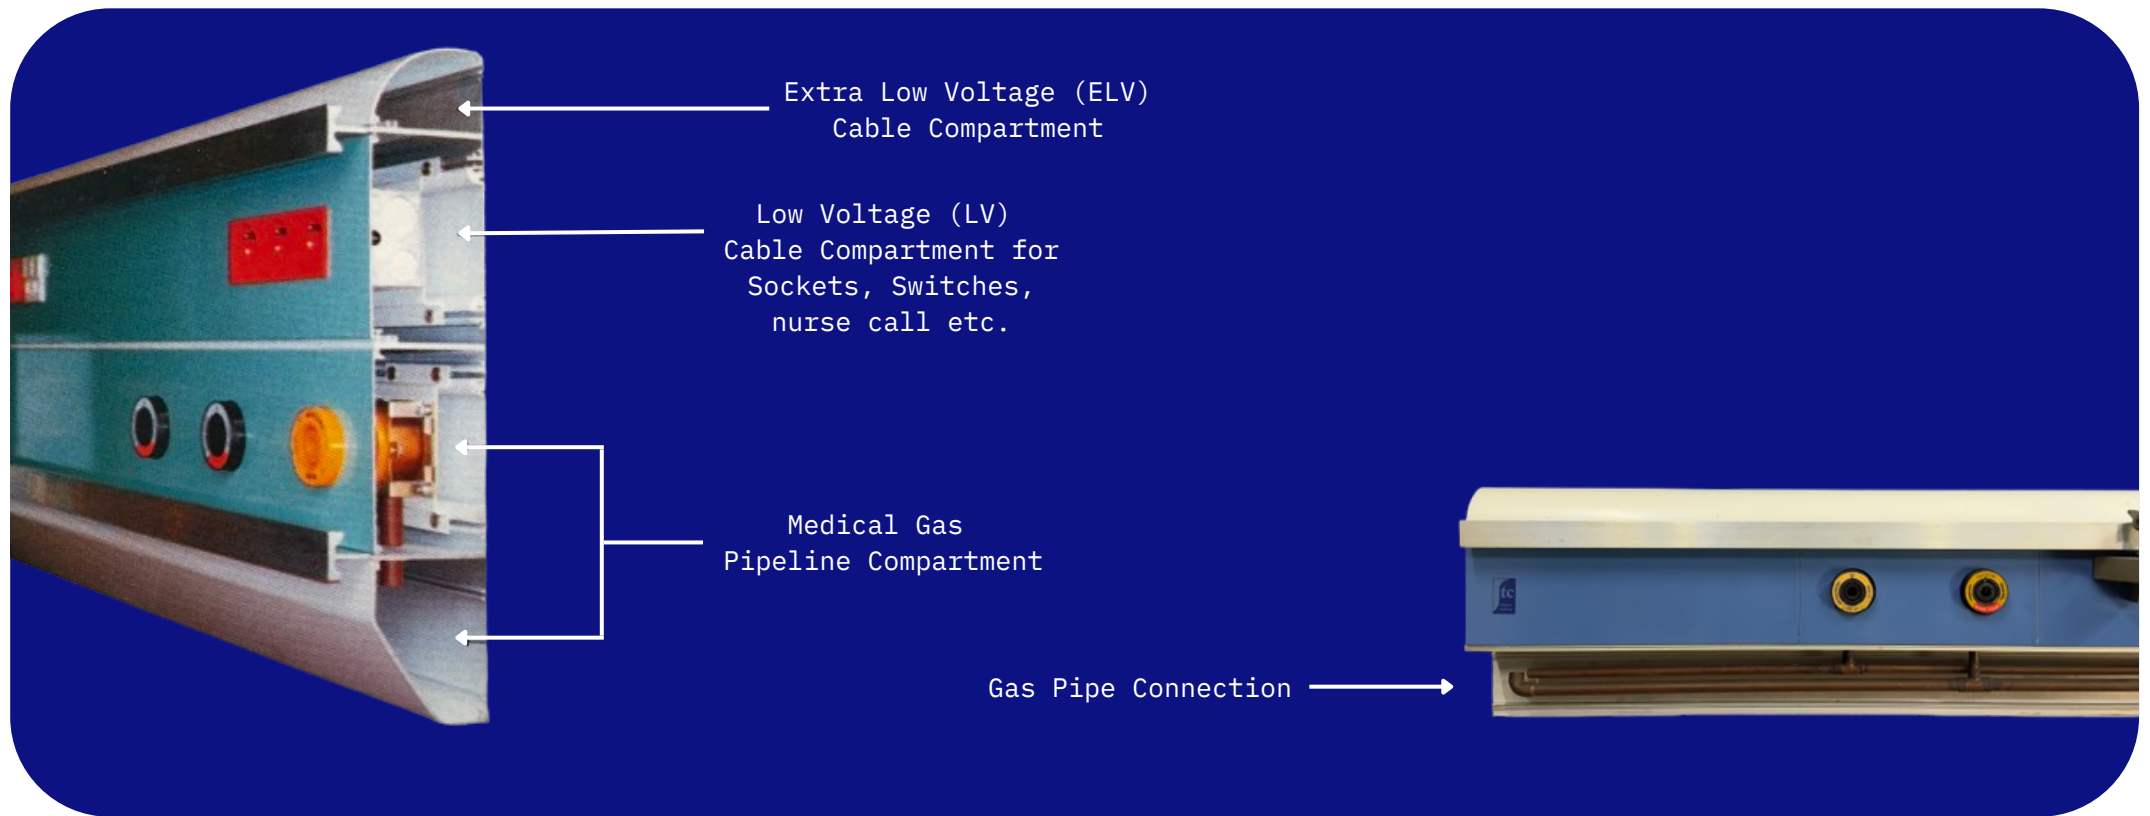 Extra Low Voltage (ELV)
Cable Compartment
Low Voltage (LV)
Cable Compartment for
Sockets, Switches,
nurse call etc.
Medical Gas
Pipeline Compartment
Gas Pipe Connection
tc